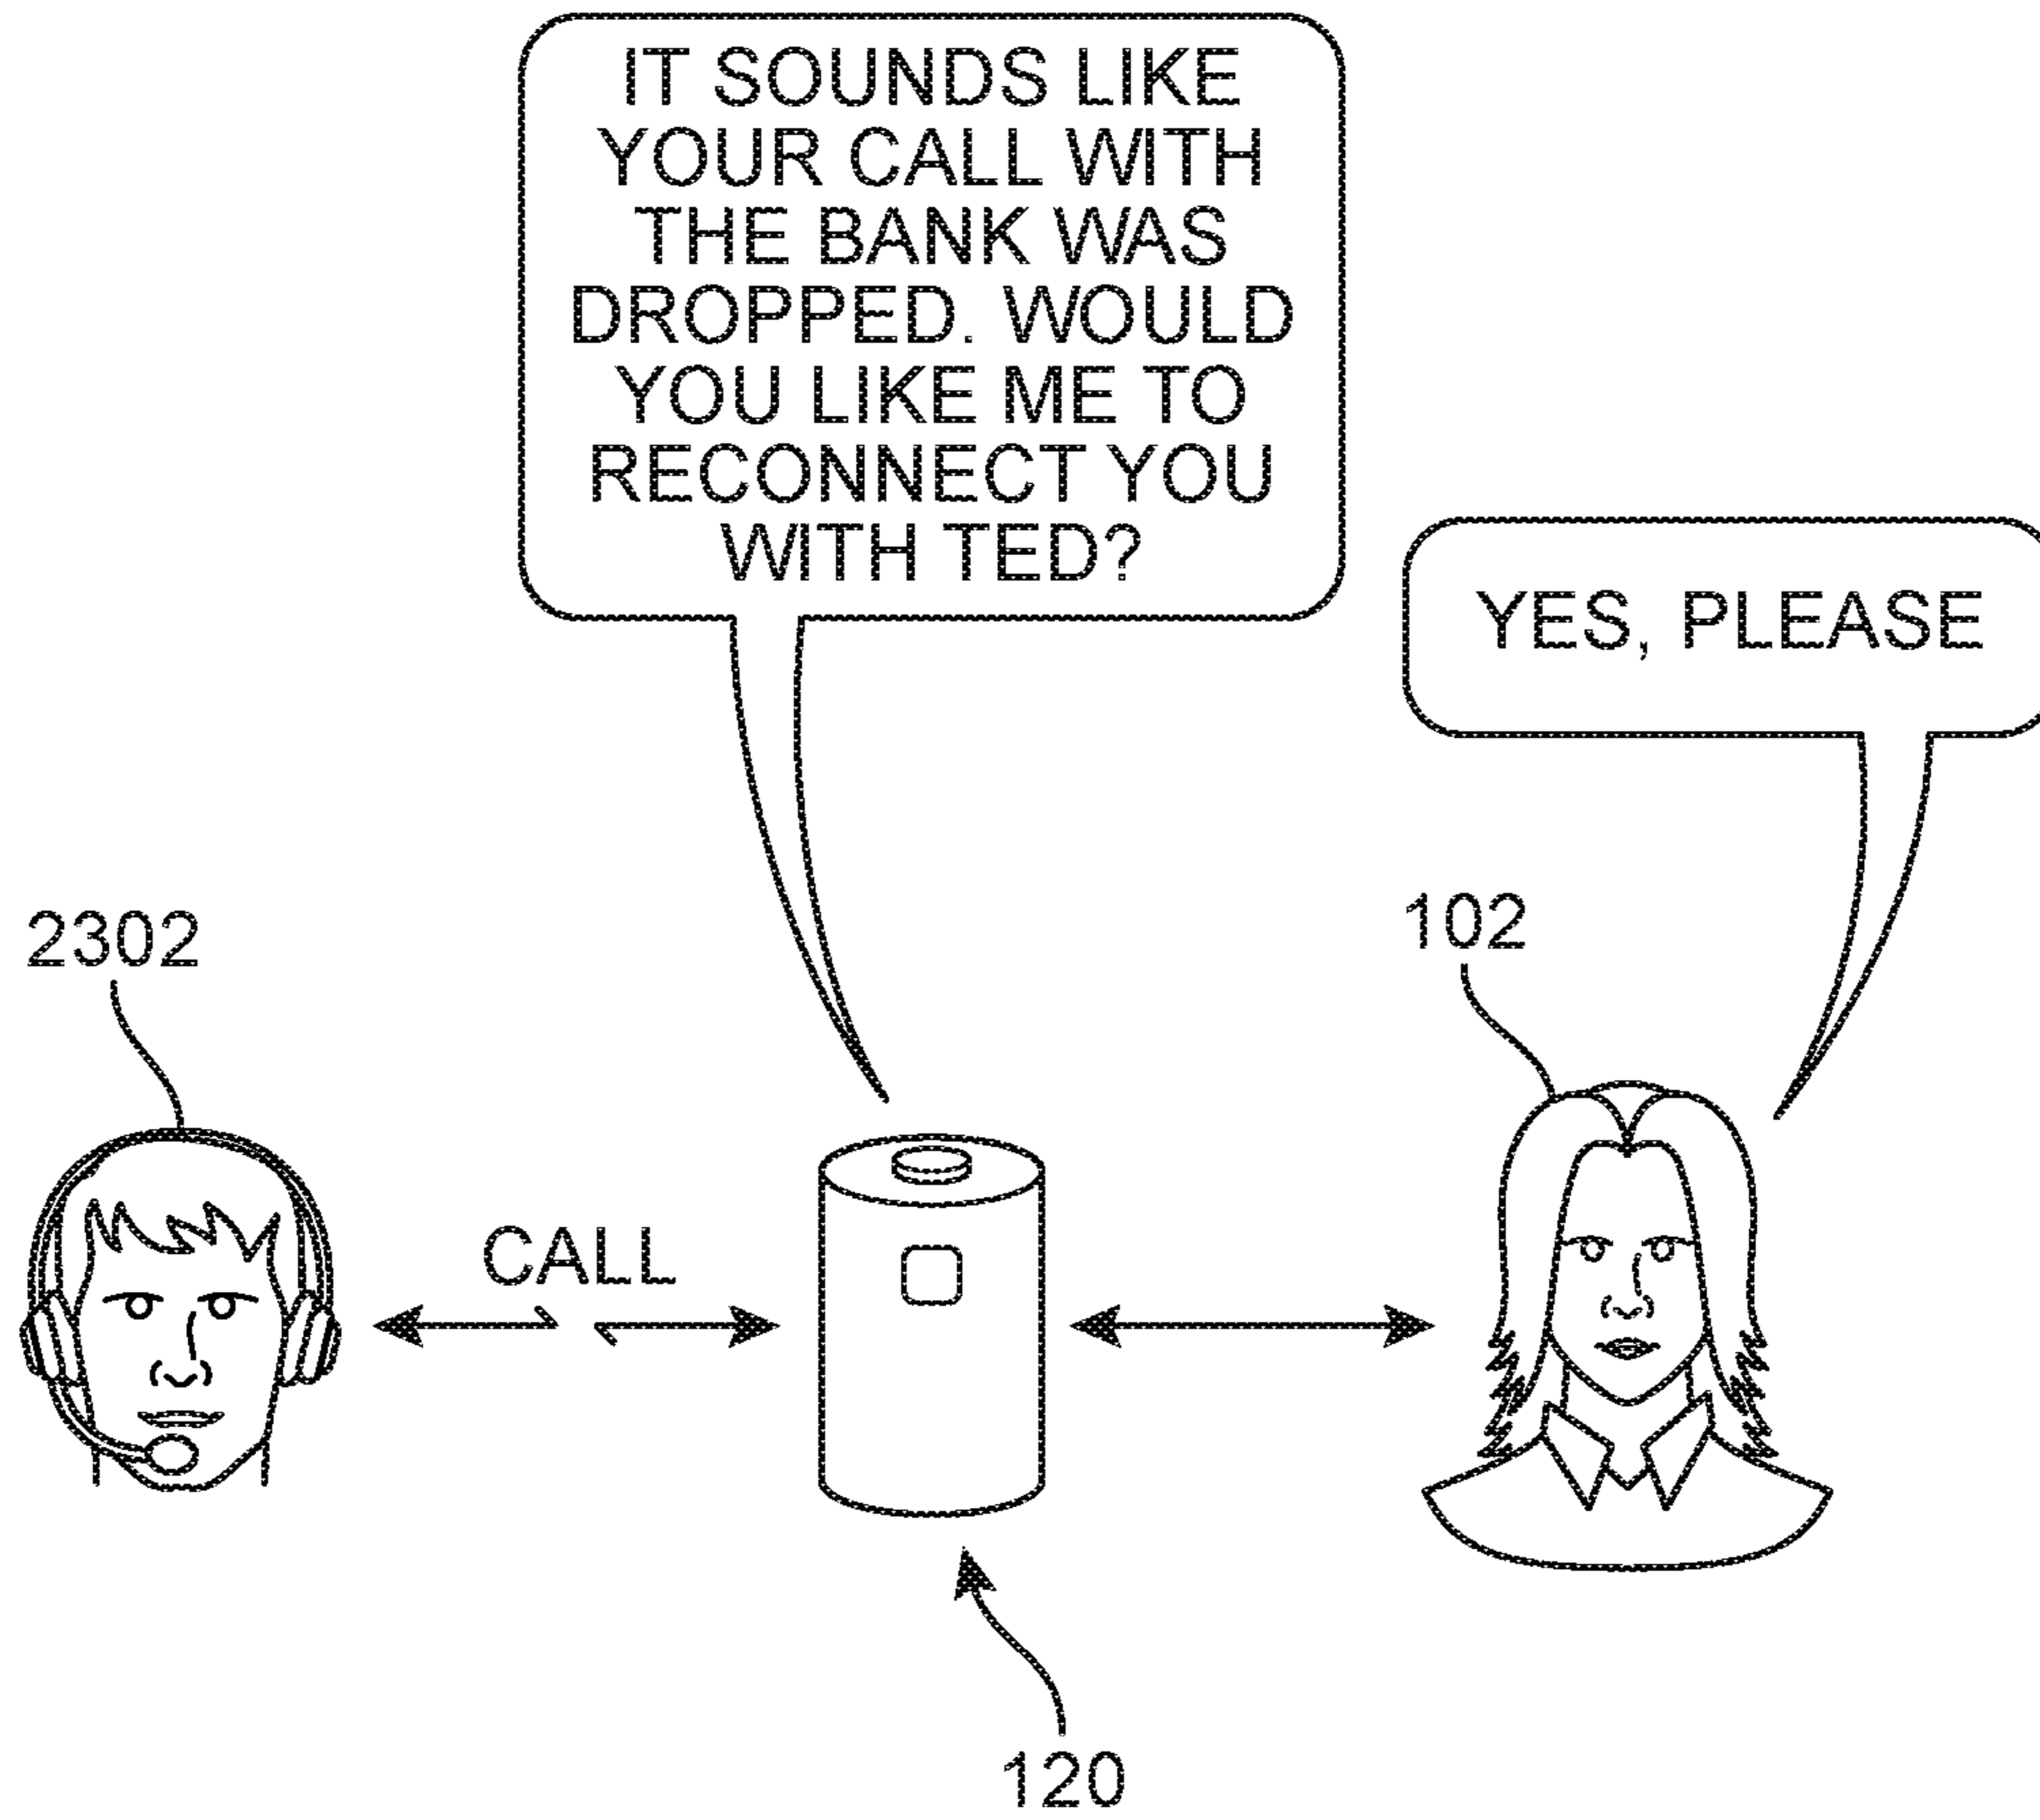 IT SOUNDS LIKE
YOUR CALL WITH
THE BANK WAS
DROPPED. WOULD
YOU LIKE ME TO
RECONNECT YOU
WITH TED?
YES, PLEASE
2302
102
CALL
120